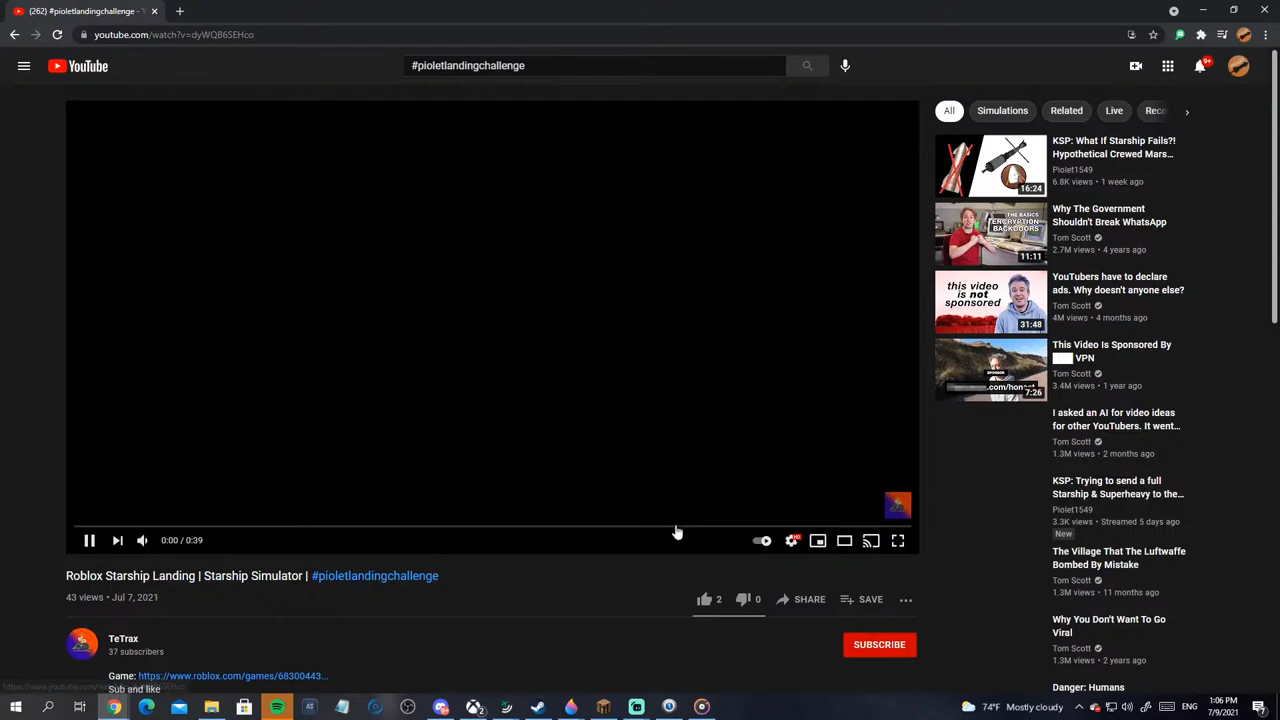 (262) #pioletlandingchallenge -
youtube.com/watch?v=dyWQB6SEHco
YouTube
#pioletlandingchallenge
9+
All
Simulations
Related
Live
Rece
KSP: What If Starship Fails?!
Hypothetical Crewed Mars...
Piolet1549
6.8K views • 1 week ago
16:24
THE BASICS
ENCRYPTION
BACKDOORS
11:11
Why The Government
Shouldn't Break WhatsApp
Tom Scott
2.7M views • 4 years ago
this video
is not
sponsored
31:48
YouTubers have to declare
ads. Why doesn't anyone else?
Tom Scott
4M views • 4 months ago
SPONSOR
7:26
This Video Is Sponsored By
VPN
Tom Scott
3.4M views • 1 year ago
I asked an AI for video ideas
for other YouTubers. It went...
Tom Scott
1.3M views • 2 months ago
KSP: Trying to send a full
Starship & Superheavy to the...
Piolet1549
3.3K views • Streamed 5 days ago
New
The Village That The Luftwaffe
Bombed By Mistake
Tom Scott
1.3M views • 11 months ago
Why You Don't Want To Go
Viral
Tom Scott
1.3M views • 2 years ago
Danger: Humans
0:00 / 0:39
HD
Roblox Starship Landing | Starship Simulator | #pioletlandingchallenge
43 views • Jul 7, 2021
2
0
SHARE
SAVE
TeTrax
37 subscribers
SUBSCRIBE
Game: https://www.roblox.com/games/68300443...
Sub and like
74°F Mostly cloudy
ENG
1:06 PM
7/9/2021